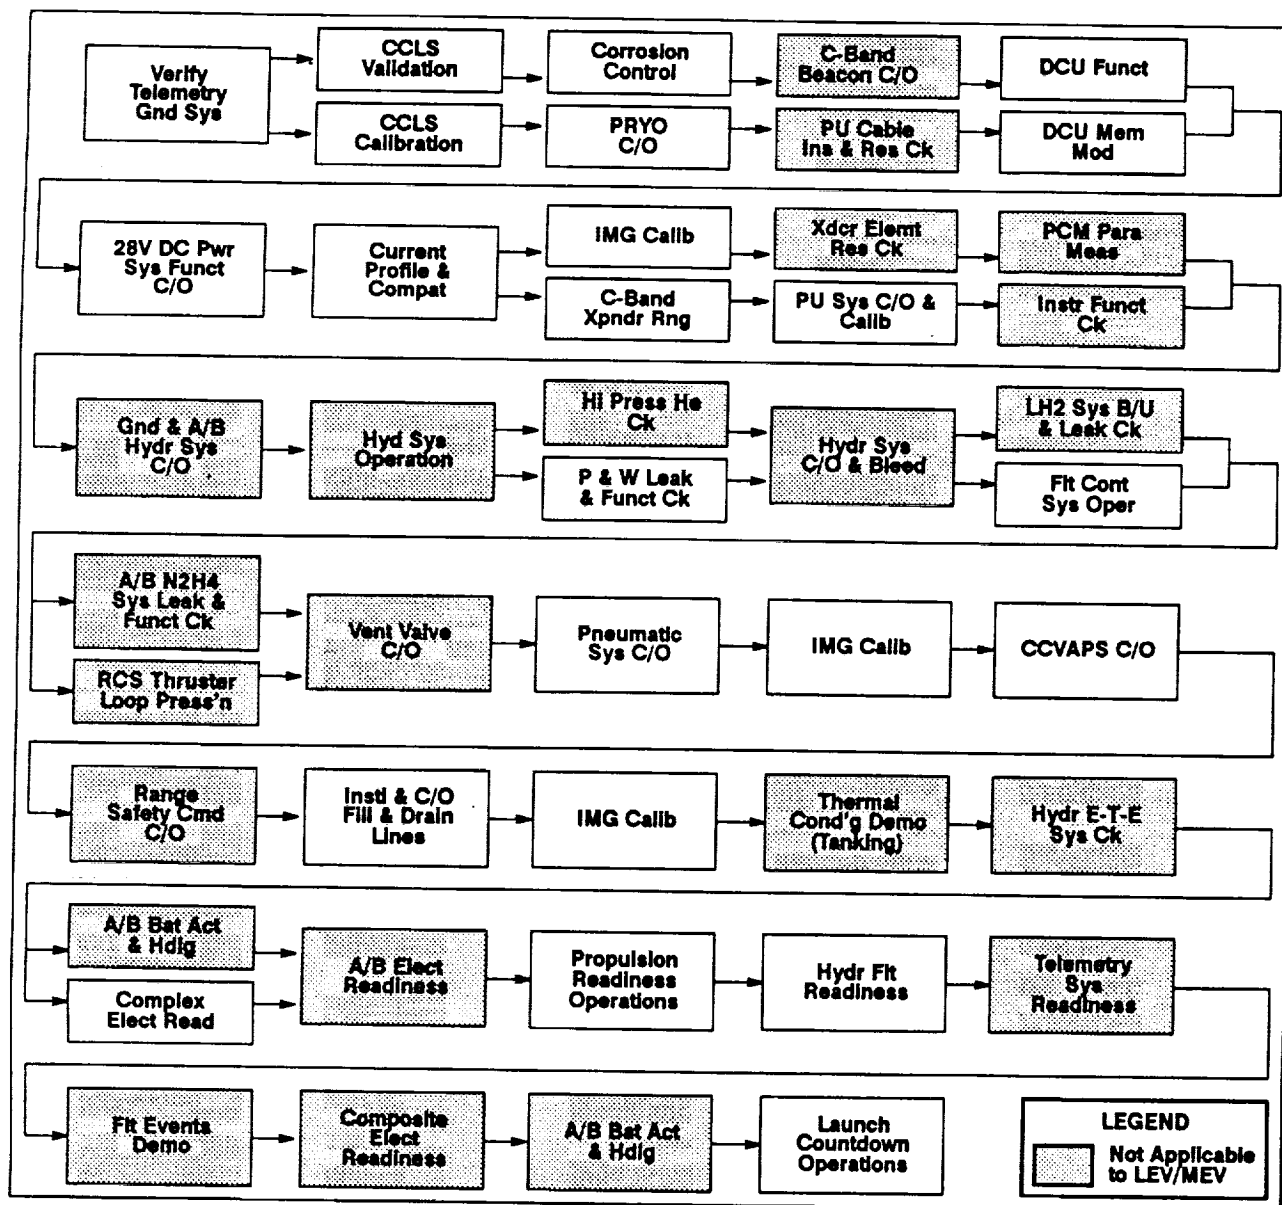 Verify
Telemetry
Gnd Sys
CCLS
Validation
Corrosion
Control
C-Band
Beacon C/O
DCU Funct
CCLS
Calibration
PRYO
C/O
PU Cable
Ins & Res Ck
DCU Mem
Mod
28V DC Pwr
Sys Funct
C/O
Current
Profile &
Compat
IMG Calib
Xdcr Elemt
Res Ck
PCM Para
Meas
C-Band
Xpndr Rng
PU Sys C/O &
Calib
Instr Funct
Ck
Gnd & A/B
Hydr Sys
C/O
Hyd Sys
Operation
Hi Press He
Ck
P & W Leak
& Funct Ck
Hydr Sys
C/O & Bleed
LH2 Sys B/U
& Leak Ck
Flt Cont
Sys Oper
A/B N2H4
Sys Leak &
Funct Ck
RCS Thruster
Loop Press'n
Vent Valve
C/O
Pneumatic
Sys C/O
IMG Calib
CCVAPS C/O
Range
Safety Cmd
C/O
Instl & C/O
Fill & Drain
Lines
IMG Calib
Thermal
Cond'g Demo
(Tanking)
Hydr E-T-E
Sys Ck
A/B Bat Act
& Hdlg
Complex
Elect Read
A/B Elect
Readiness
Propulsion
Readiness
Operations
Hydr Flt
Readiness
Telemetry
Sys
Readiness
Flt Events
Demo
Composite
Elect
Readiness
A/B Bat Act
& Hdlg
Launch
Countdown
Operations
LEGEND
Not Applicable
to LEV/MEV